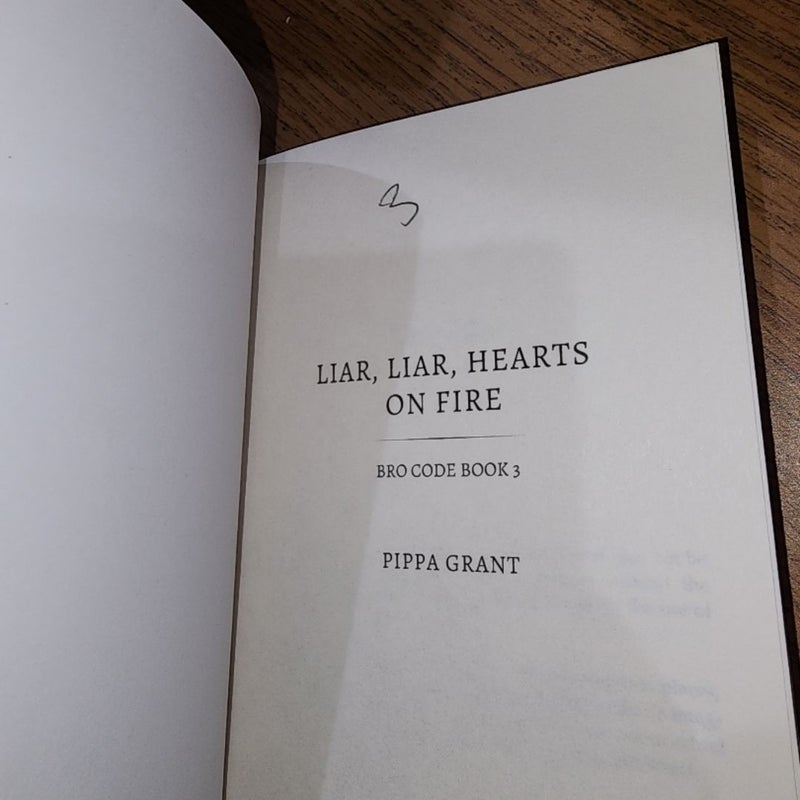 3
LIAR, LIAR, HEARTS
ON FIRE
BRO CODE BOOK 3
PIPPA GRANT